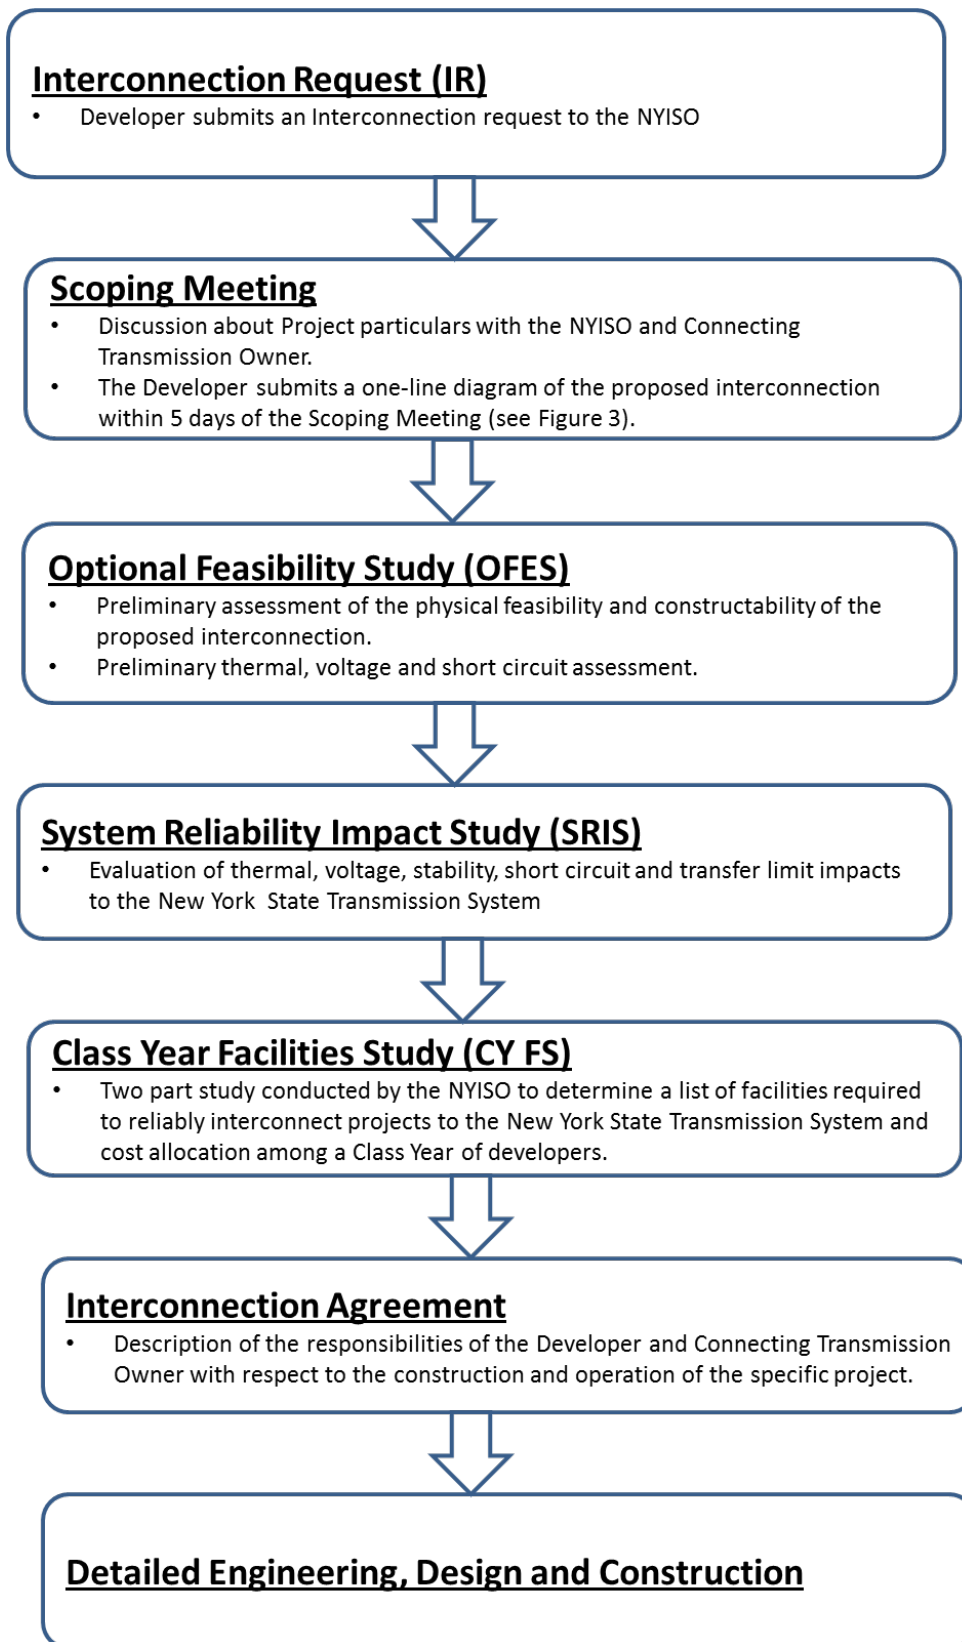 Interconnection Request (IR)
• Developer submits an Interconnection request to the NYISO
Scoping Meeting
• Discussion about Project particulars with the NYISO and Connecting
Transmission Owner.
• The Developer submits a one-line diagram of the proposed interconnection
within 5 days of the Scoping Meeting (see Figure 3).
Optional Feasibility Study (OFES)
• Preliminary assessment of the physical feasibility and constructability of the
proposed interconnection.
• Preliminary thermal, voltage and short circuit assessment.
System Reliability Impact Study (SRIS)
• Evaluation of thermal, voltage, stability, short circuit and transfer limit impacts
to the New York State Transmission System
Class Year Facilities Study (CY FS)
• Two part study conducted by the NYISO to determine a list of facilities required
to reliably interconnect projects to the New York State Transmission System and
cost allocation among a Class Year of developers.
Interconnection Agreement
• Description of the responsibilities of the Developer and Connecting Transmission
Owner with respect to the construction and operation of the specific project.
Detailed Engineering, Design and Construction